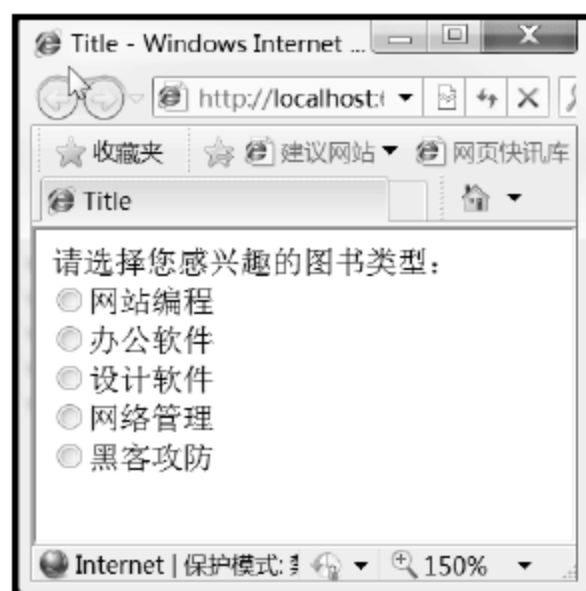 Title - Windows Internet ...
http://localhost:
收藏夹 建议网站 网页快讯库
Title
请选择您感兴趣的图书类型：
网站编程
办公软件
设计软件
网络管理
黑客攻防
Internet | 保护模式: 150%